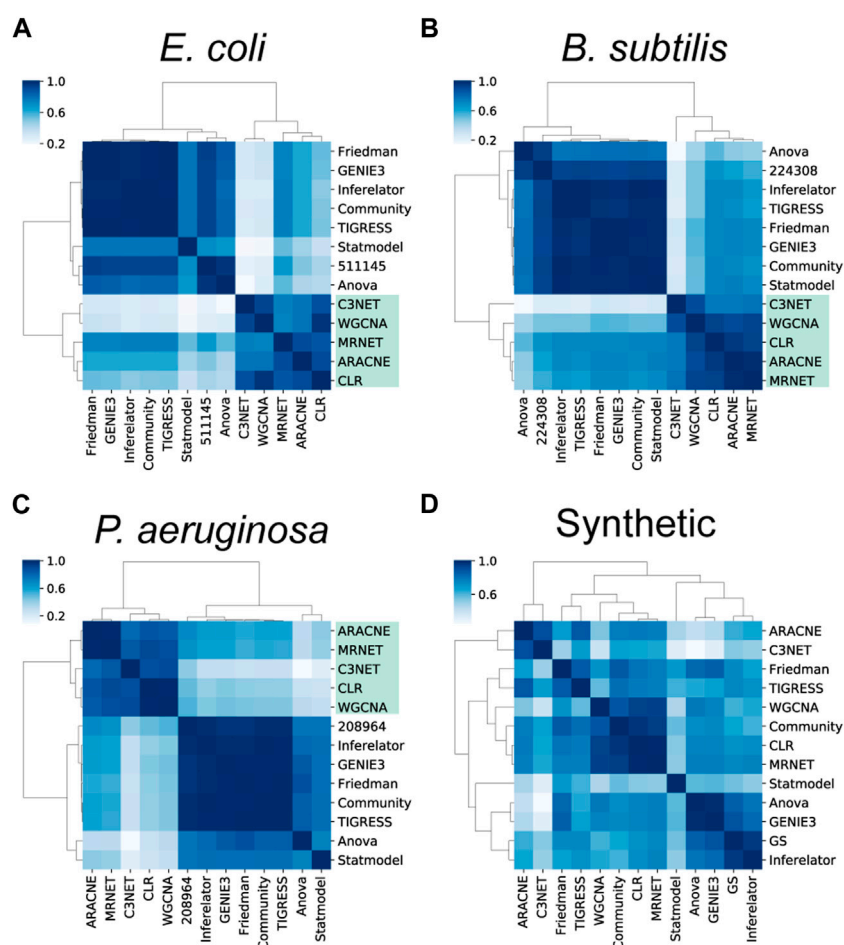 A
E. coli
1.0
0.6
0.2
Friedman
GENIE3
Inferelator
Community
TIGRESS
Statmodel
511145
Anova
C3NET
WGCNA
MRNET
ARACNE
CLR
Friedman
GENIE3
Inferelator
Community
TIGRESS
Statmodel
511145
Anova
C3NET
WGCNA
MRNET
ARACNE
CLR
B
B. subtilis
1.0
0.6
0.2
Anova
224308
Inferelator
TIGRESS
Friedman
GENIE3
Community
Statmodel
C3NET
WGCNA
CLR
ARACNE
MRNET
Anova
224308
Inferelator
TIGRESS
Friedman
GENIE3
Community
Statmodel
C3NET
WGCNA
CLR
ARACNE
MRNET
C
P. aeruginosa
1.0
0.6
0.2
ARACNE
MRNET
C3NET
CLR
WGCNA
208964
Inferelator
GENIE3
Friedman
Community
TIGRESS
Anova
Statmodel
ARACNE
MRNET
C3NET
CLR
WGCNA
208964
Inferelator
GENIE3
Friedman
Community
TIGRESS
Anova
Statmodel
D
Synthetic
1.0
0.6
ARACNE
C3NET
Friedman
TIGRESS
WGCNA
Community
CLR
MRNET
Statmodel
Anova
GENIE3
GS
Inferelator
ARACNE
C3NET
Friedman
TIGRESS
WGCNA
Community
CLR
MRNET
Statmodel
Anova
GENIE3
GS
Inferelator